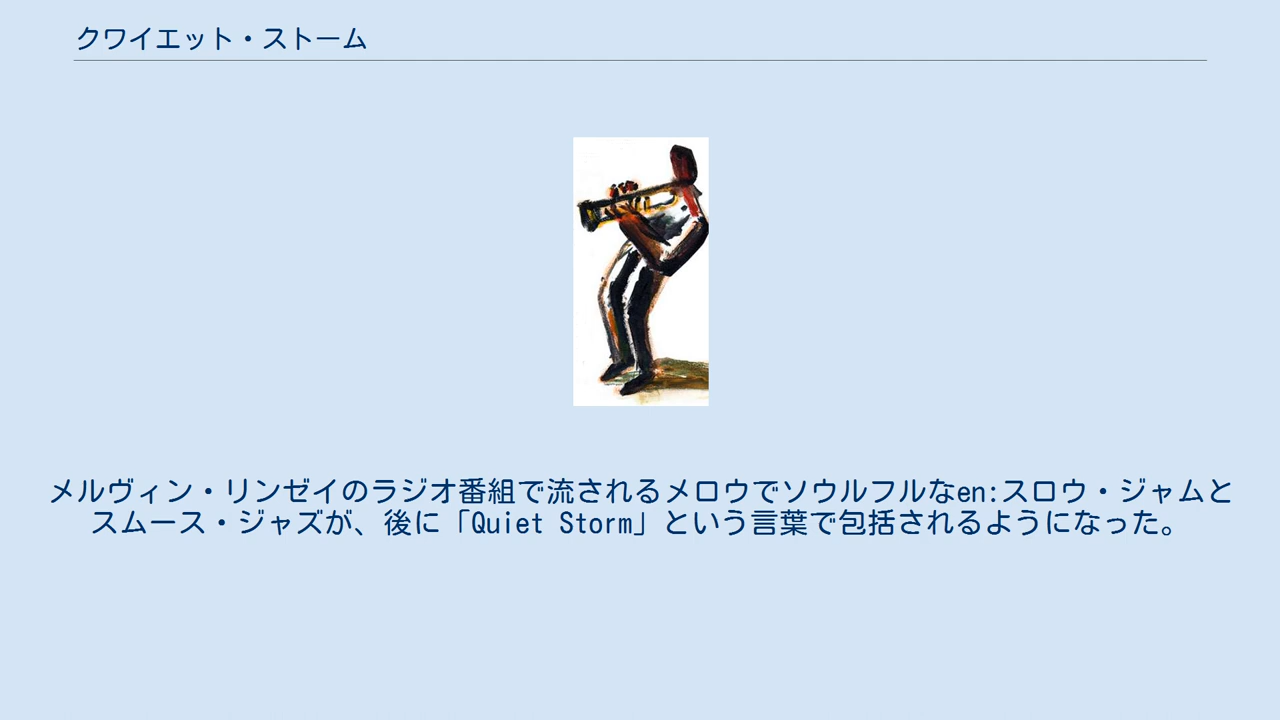 クワイエット・ストーム
メルヴィン・リンゼイのラジオ番組で流されるメロウでソウルフルなen:スロウ・ジャムと
スムース・ジャズが、後に「Quiet Storm」という言葉で包括されるようになった。